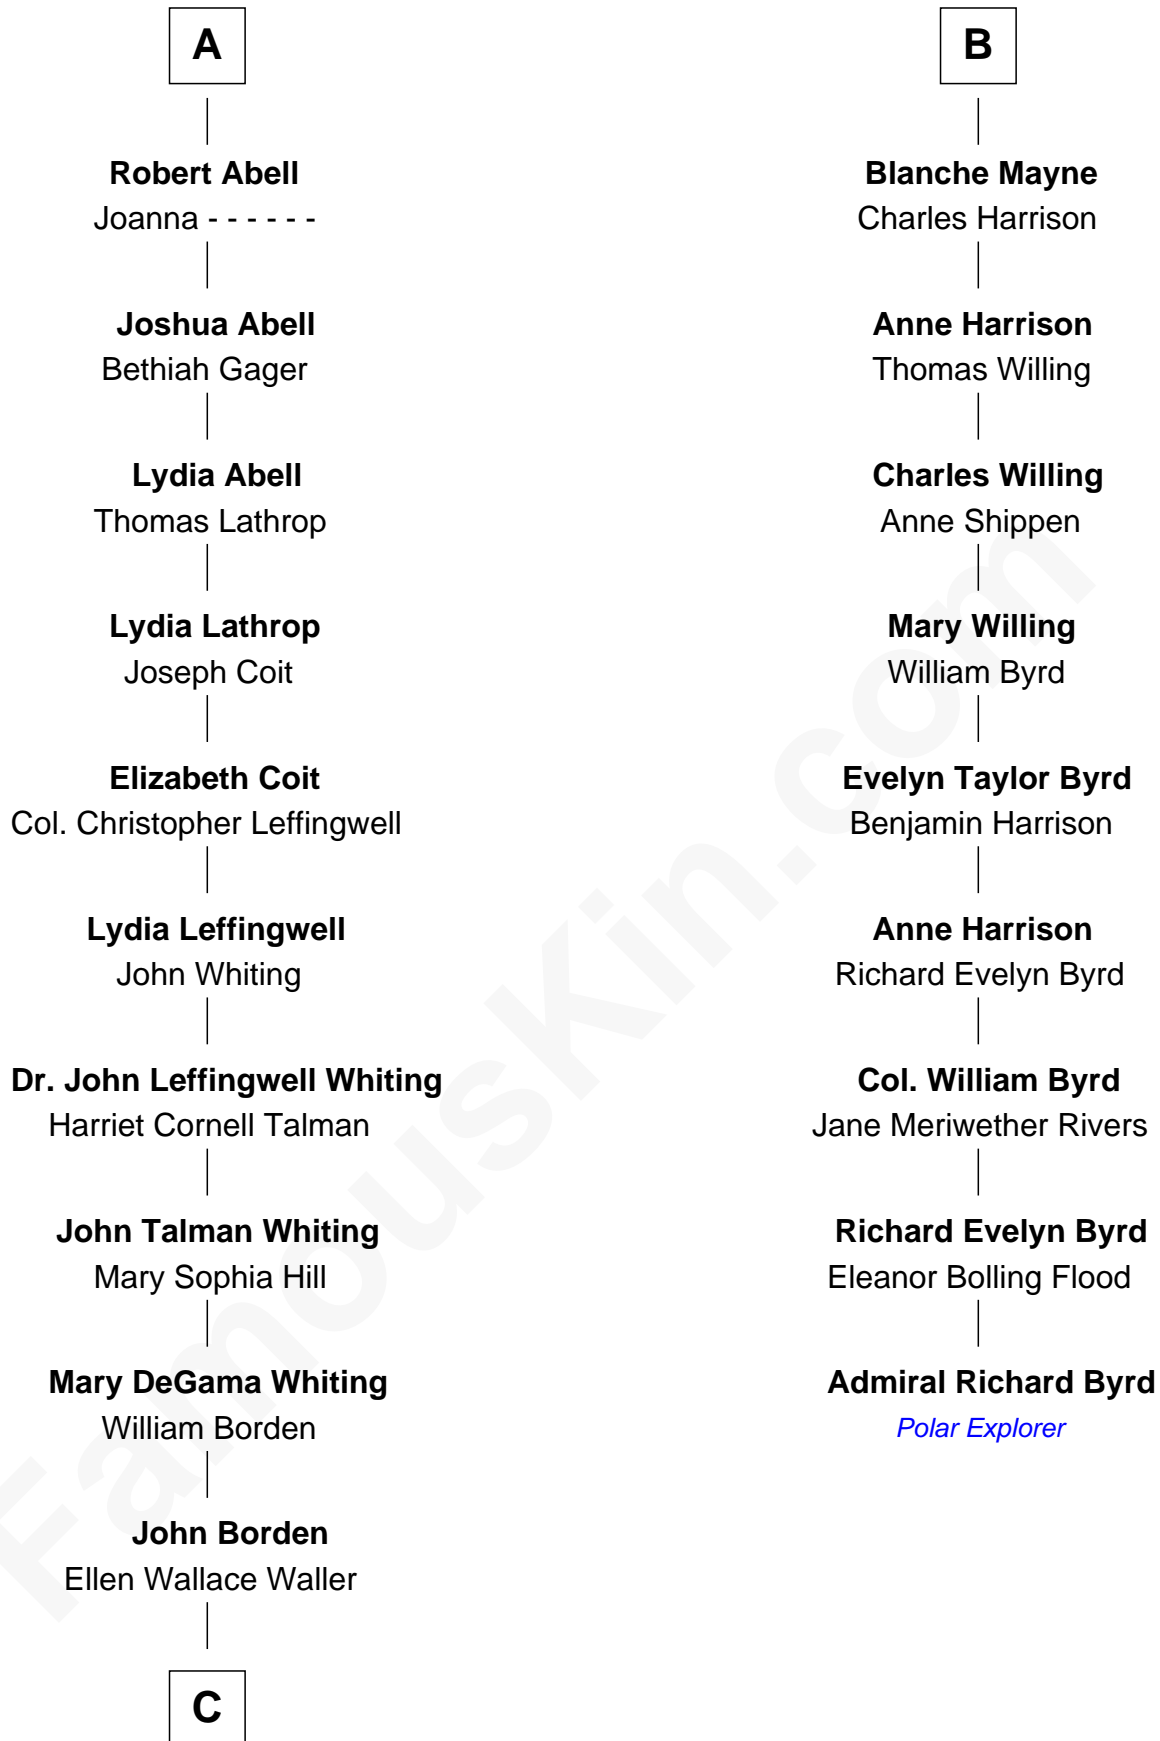 A
Robert Abell
Joanna - - - - - -
Joshua Abell
Bethiah Gager
Lydia Abell
Thomas Lathrop
Lydia Lathrop
Joseph Coit
Elizabeth Coit
Col. Christopher Leffingwell
Lydia Leffingwell
John Whiting
Dr. John Leffingwell Whiting
Harriet Cornell Talman
John Talman Whiting
Mary Sophia Hill
Mary DeGama Whiting
William Borden
John Borden
Ellen Wallace Waller
C
B
Blanche Mayne
Charles Harrison
Anne Harrison
Thomas Willing
Charles Willing
Anne Shippen
Mary Willing
William Byrd
Evelyn Taylor Byrd
Benjamin Harrison
Anne Harrison
Richard Evelyn Byrd
Col. William Byrd
Jane Meriwether Rivers
Richard Evelyn Byrd
Eleanor Bolling Flood
Admiral Richard Byrd
Polar Explorer
FamousKin.com